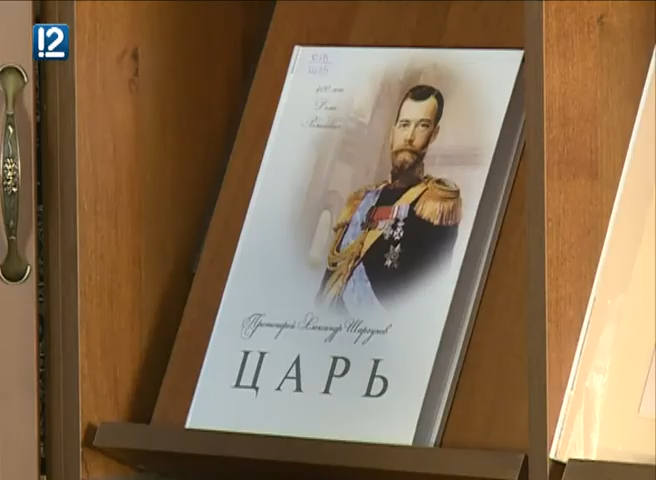 12
400 лет
Дома
Романовых
Протоиерей Александр Шаргунов
ЦАРЬ